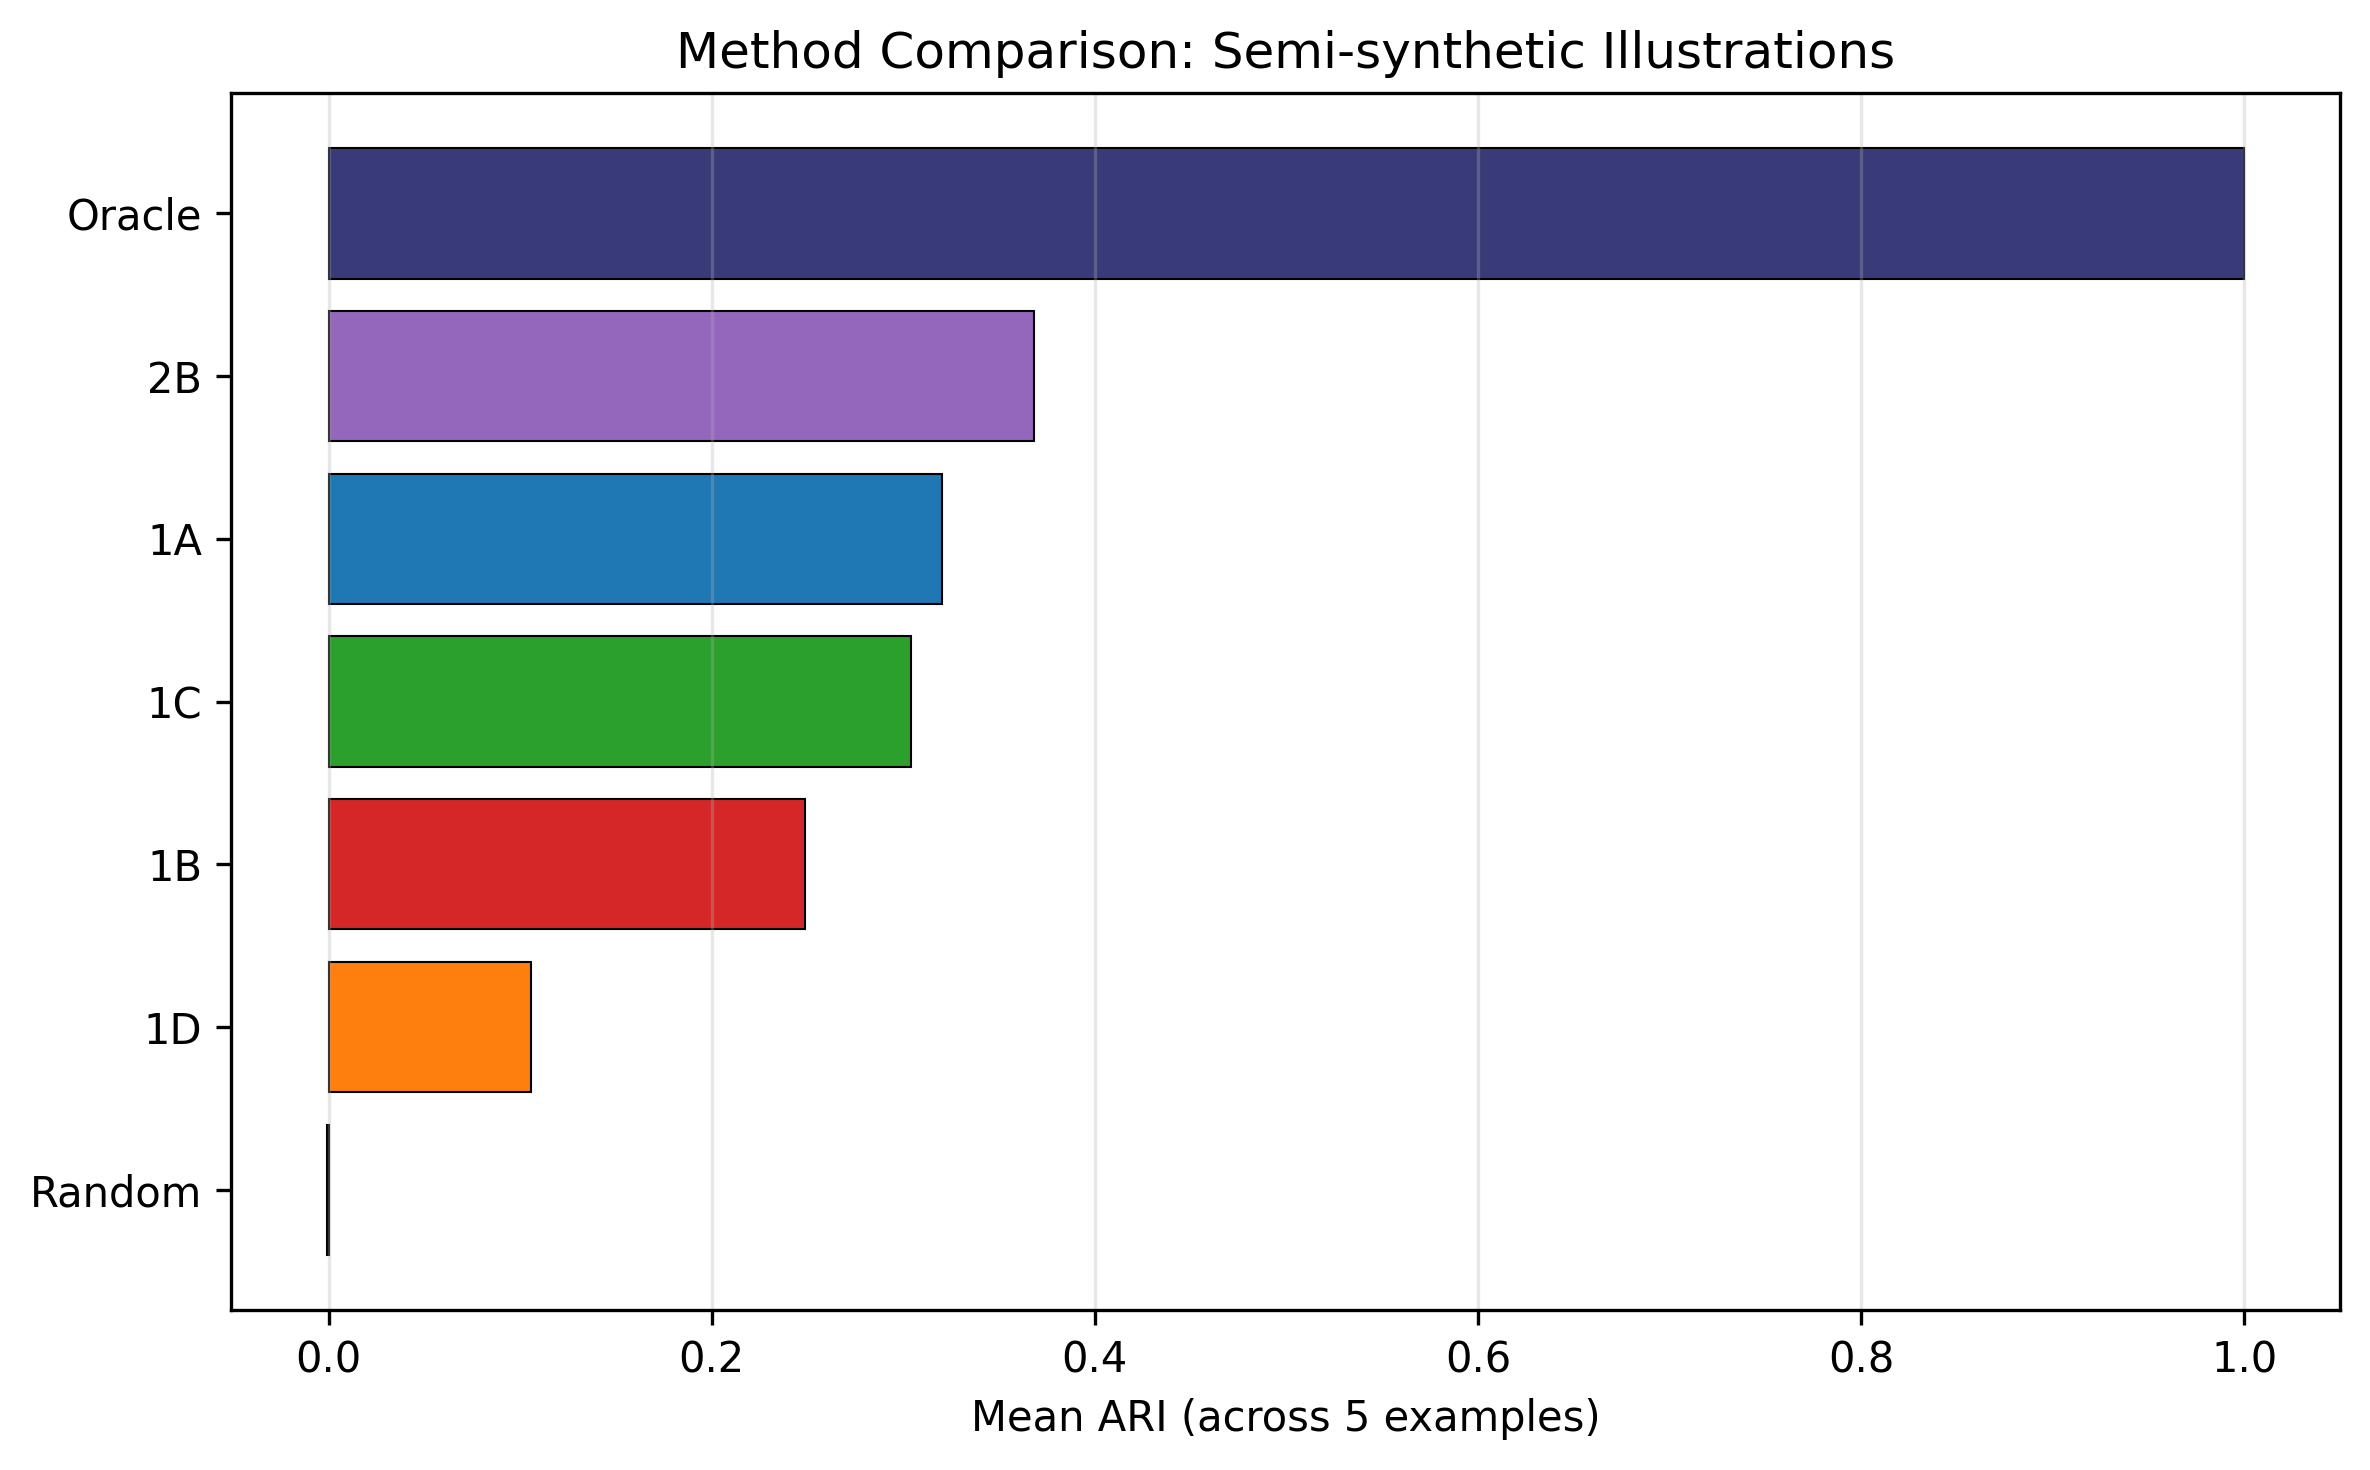 Method Comparison: Semi-synthetic Illustrations
Oracle
2B
1A
1C
1B
1D
Random
0.0 0.2 0.4 0.6 0.8 1.0
Mean ARI (across 5 examples)